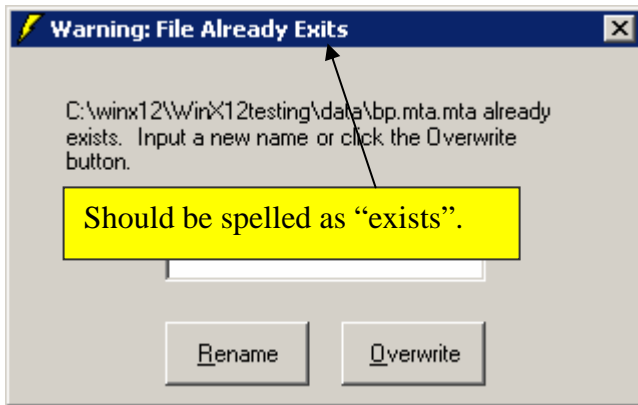 Warning: File Already Exits
C:\winx12\WinX12testing\data\bp.mta.mta already
exists. Input a new name or click the Overwrite
button.
Should be spelled as “exists”.
Rename
Overwrite